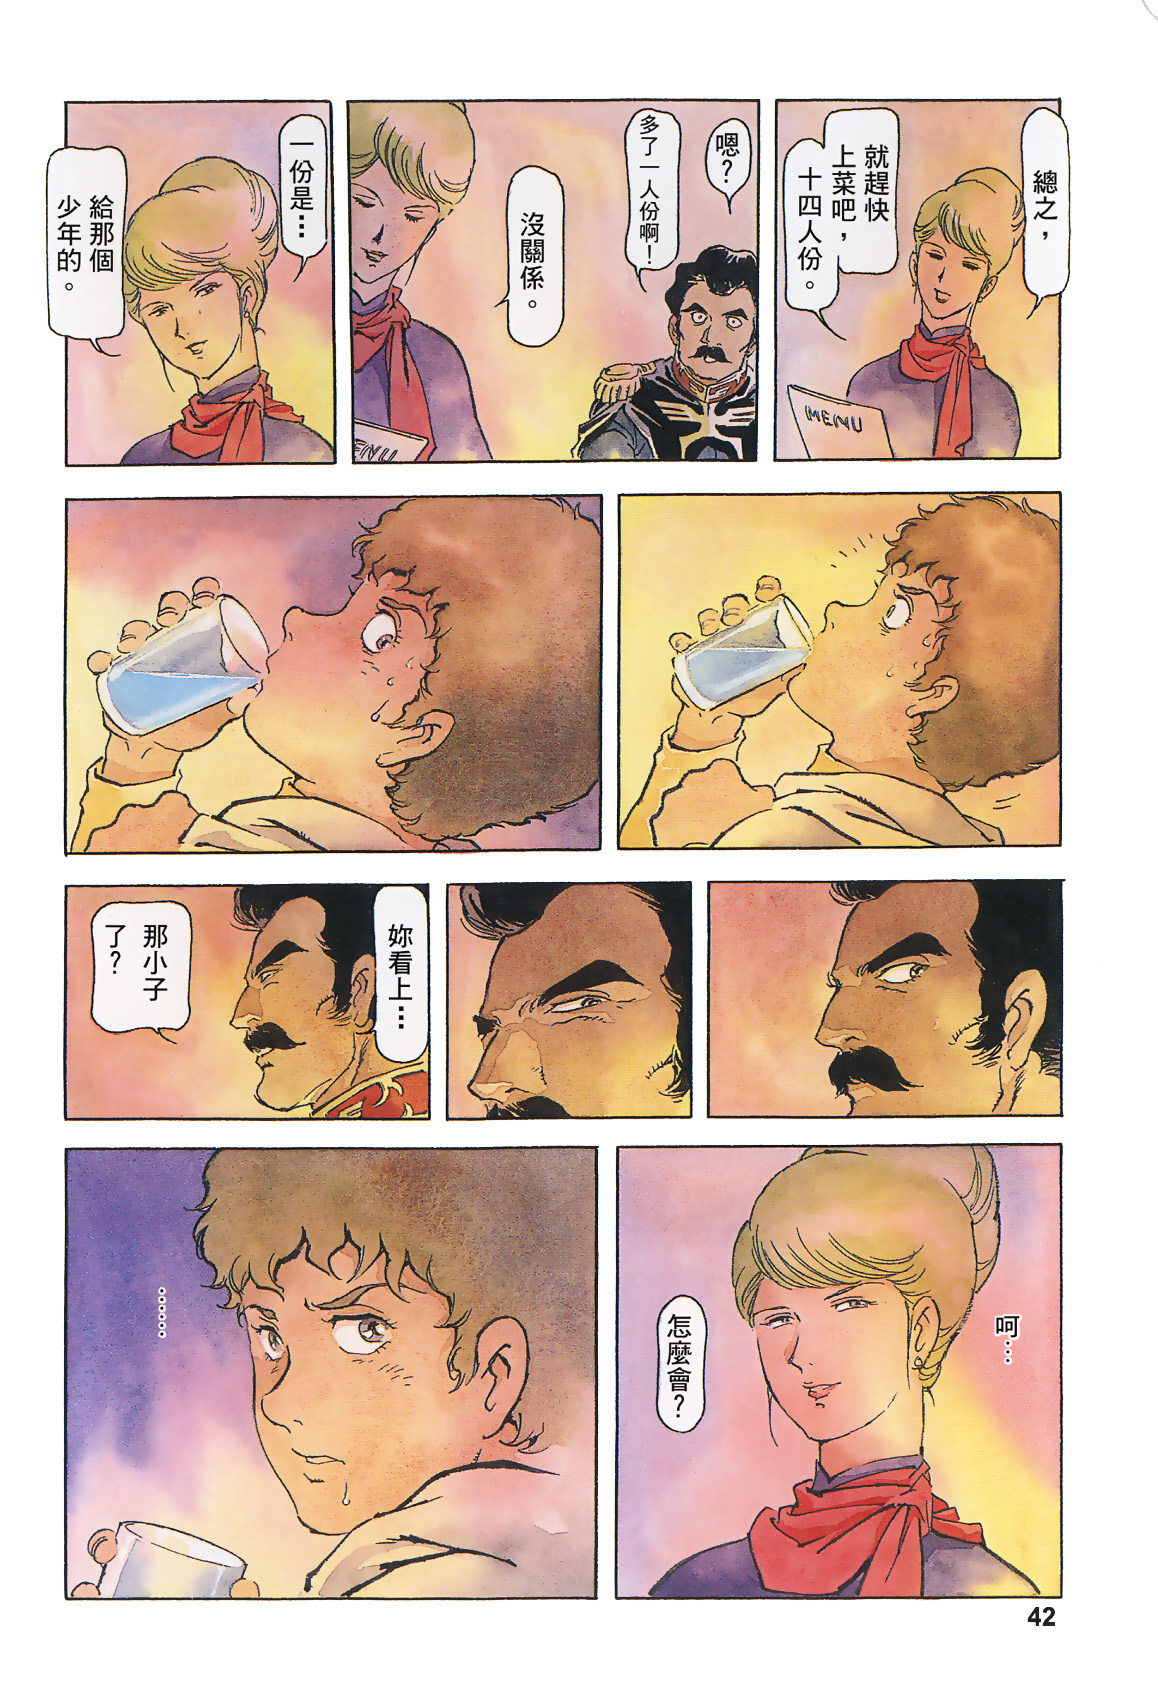 總之，
就趕快
上菜吧，
十四人份。
MENU
嗯？
多了一人份啊！
沒關係。
ENU
一份是…
給那個
少年的。
妳看上…
那小子
了？
呵…
怎麼會？
……
42